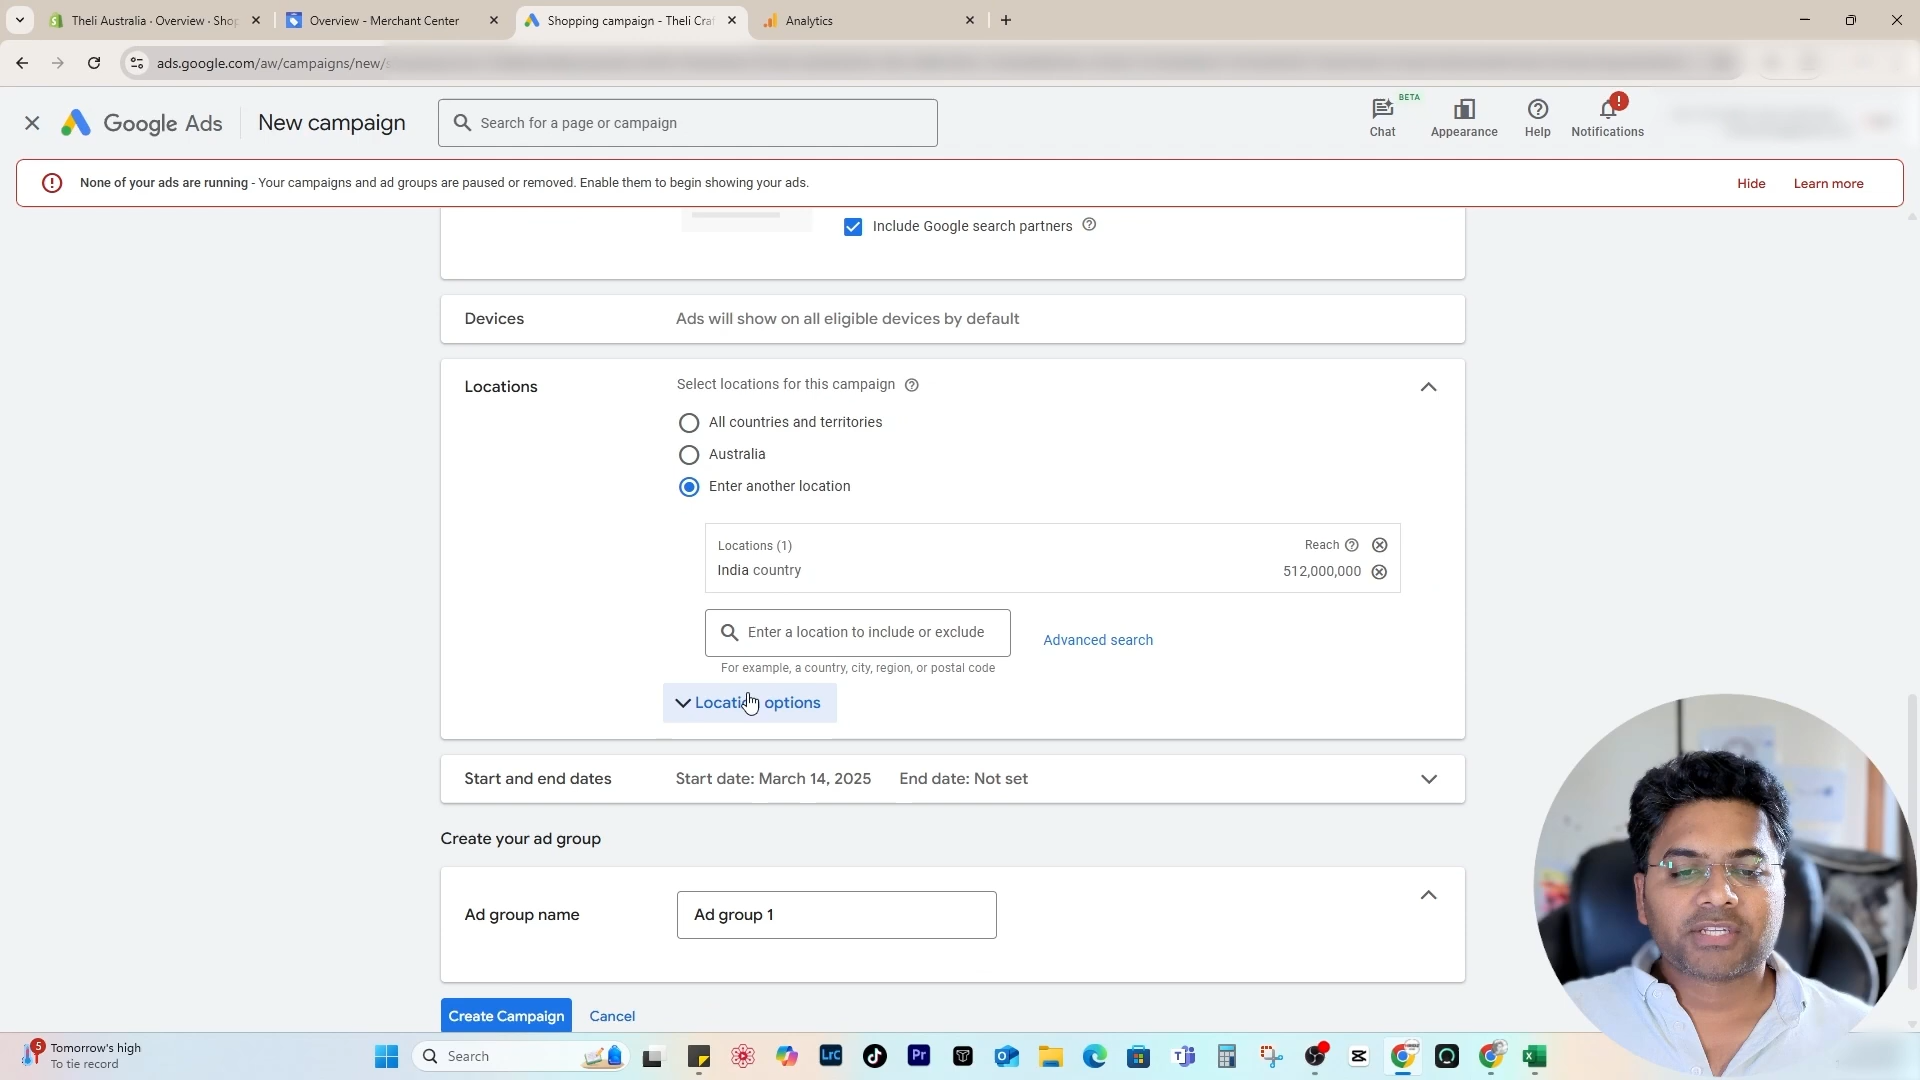 Theli Australia · Overview · Shop
Overview - Merchant Center
Shopping campaign - Theli Craf
Analytics
ads.google.com/aw/campaigns/new/
Google Ads
New campaign
Search for a page or campaign
BETA
Chat
Appearance
Help
Notifications
None of your ads are running - Your campaigns and ad groups are paused or removed. Enable them to begin showing your ads.
Hide
Learn more
Include Google search partners
Devices
Ads will show on all eligible devices by default
Locations
Select locations for this campaign
All countries and territories
Australia
Enter another location
Locations (1)
Reach
India country
512,000,000
Enter a location to include or exclude
Advanced search
For example, a country, city, region, or postal code
Location options
Start and end dates
Start date: March 14, 2025
End date: Not set
Create your ad group
Ad group name
Ad group 1
Create Campaign
Cancel
5
Tomorrow's high
To tie record
Search
LrC
Pr